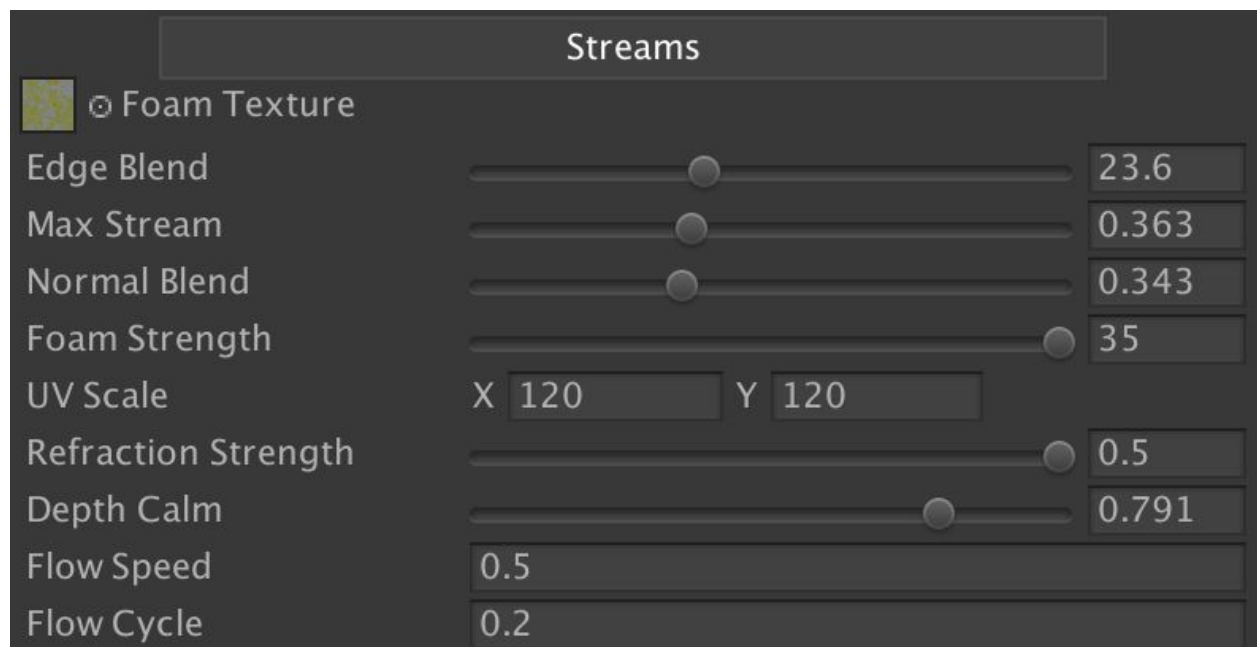 Streams
Foam Texture
Edge Blend 23.6
Max Stream 0.363
Normal Blend 0.343
Foam Strength 35
UV Scale X 120 Y 120
Refraction Strength 0.5
Depth Calm 0.791
Flow Speed 0.5
Flow Cycle 0.2